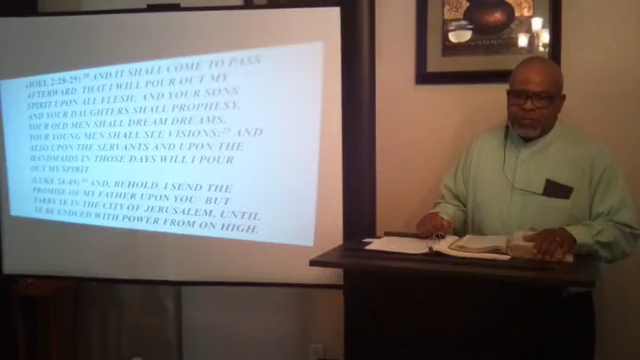 (JOEL 2:28-29) 28 AND IT SHALL COME TO PASS
AFTERWARD, THAT I WILL POUR OUT MY
SPIRIT UPON ALL FLESH; AND YOUR SONS
AND YOUR DAUGHTERS SHALL PROPHESY,
YOUR OLD MEN SHALL DREAM DREAMS,
YOUR YOUNG MEN SHALL SEE VISIONS: 29 AND
ALSO UPON THE SERVANTS AND UPON THE
HANDMAIDS IN THOSE DAYS WILL I POUR
OUT MY SPIRIT
(LUKE 24:49) 49 AND, BEHOLD, I SEND THE
PROMISE OF MY FATHER UPON YOU: BUT
TARRY YE IN THE CITY OF JERUSALEM, UNTIL
YE BE ENDUED WITH POWER FROM ON HIGH.